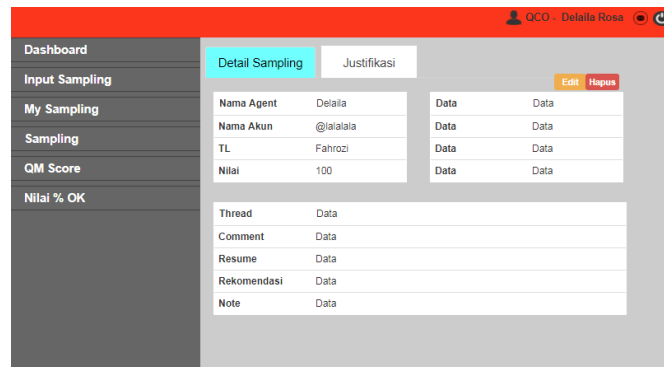 QCO - Delaila Rosa
Dashboard
Input Sampling
My Sampling
Sampling
QM Score
Nilai % OK
Detail Sampling Justifikasi
Edit Hapus
Nama Agent Delaila Data Data
Nama Akun @lalalala Data Data
TL Fahrozi Data Data
Nilai 100 Data Data
Thread Data
Comment Data
Resume Data
Rekomendasi Data
Note Data